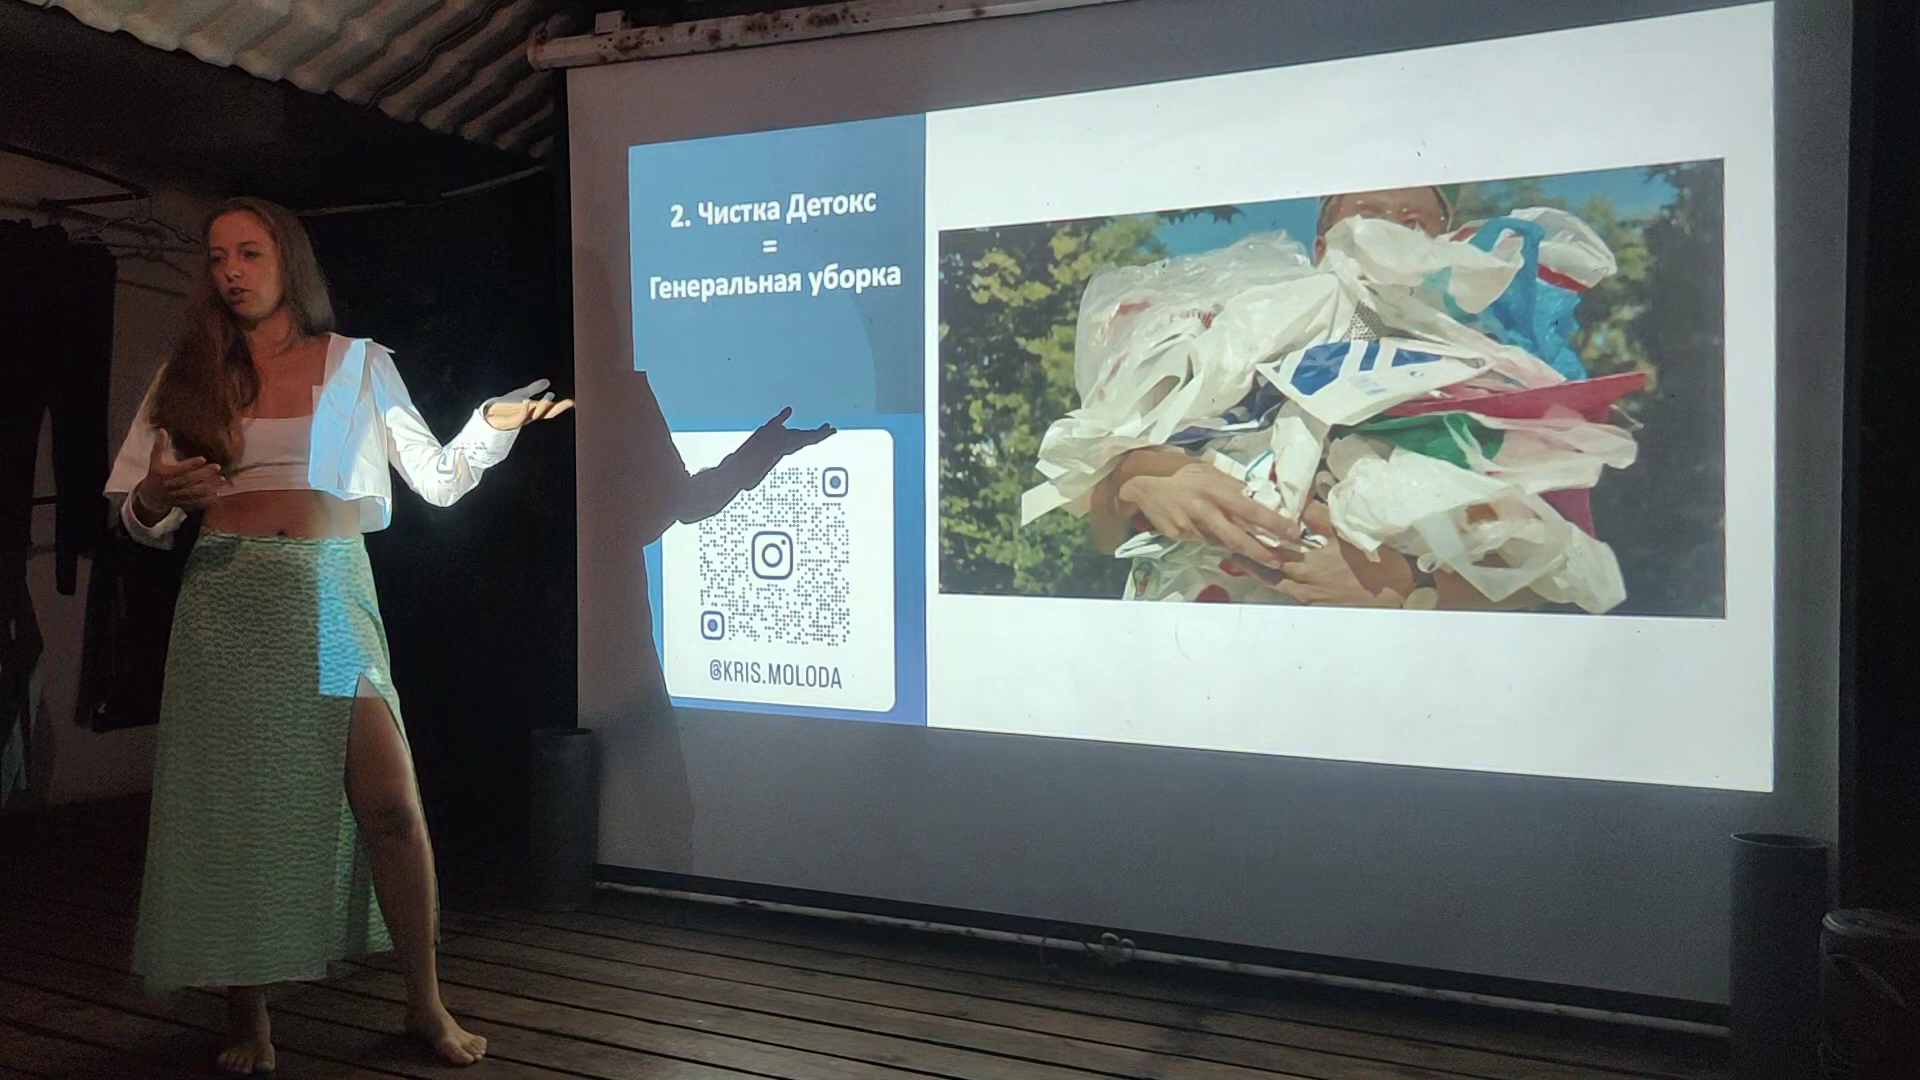 2. Чистка Детокс
=
Генеральная уборка
@KRIS.MOLODA